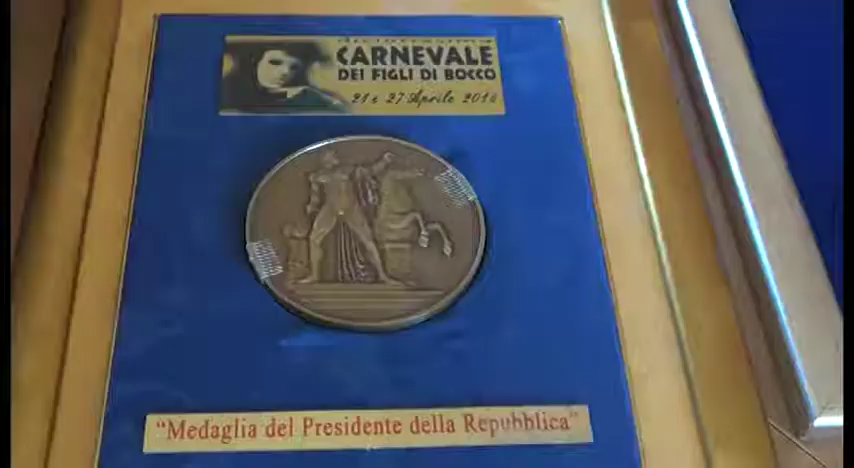 CARNEVALE
DEI FIGLI DI BOCCO
21 e 27 Aprile
"Medaglia del Presidente della Repubblica"